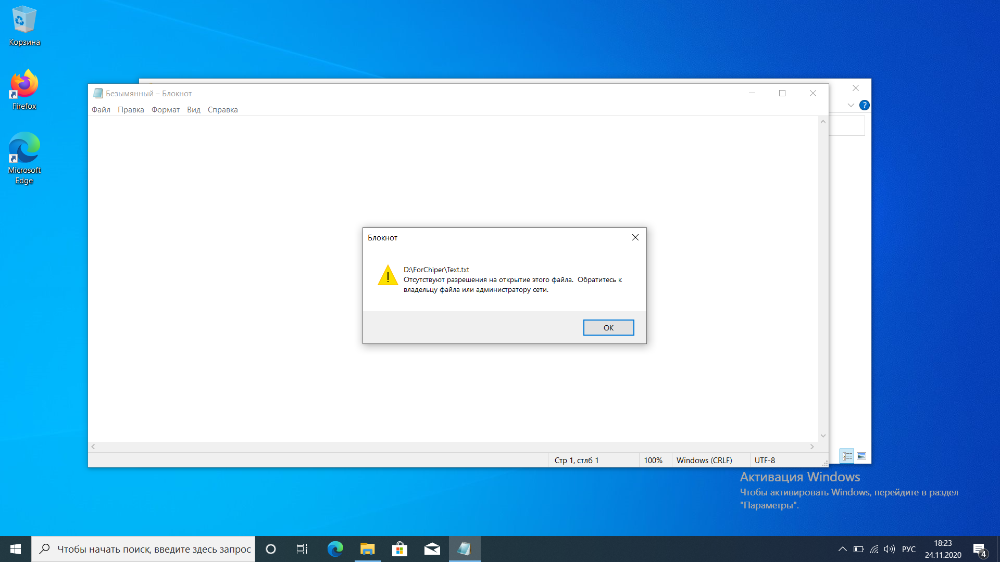 Корзина
Firefox
Microsoft
Edge
Безымянный – Блокнот
Файл Правка Формат Вид Справка
?
Блокнот
!
D:\ForChiper\Text.txt
Отсутствуют разрешения на открытие этого файла.  Обратитесь к
владельцу файла или администратору сети.
ОК
Стр 1, стлб 1
100%
Windows (CRLF)
UTF-8
Активация Windows
Чтобы активировать Windows, перейдите в раздел
"Параметры".
Чтобы начать поиск, введите здесь запрос
РУС
18:23
24.11.2020
4